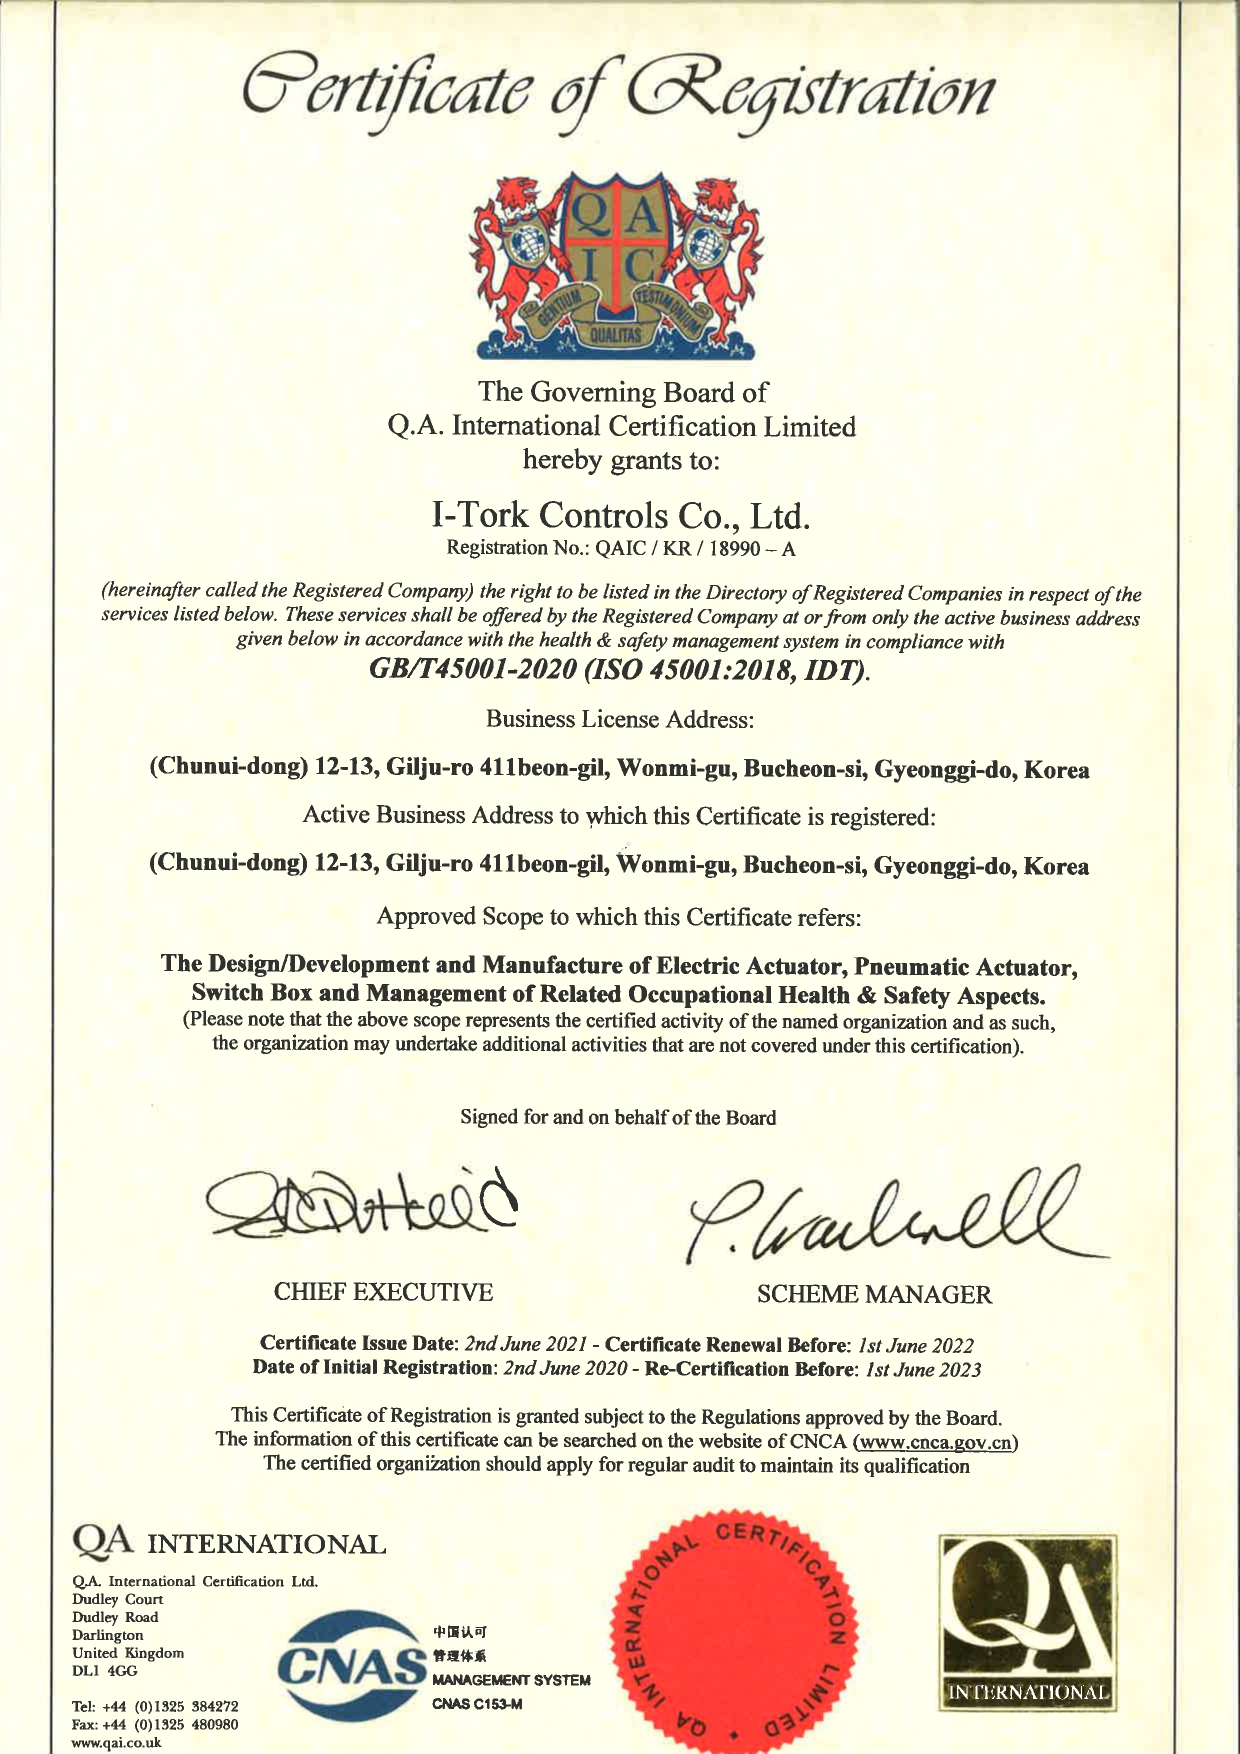 Certificate of Registration
Q A
I C
GENTIUM
TESTIMONIUM
QUALITAS
The Governing Board of
Q.A. International Certification Limited
hereby grants to:
I-Tork Controls Co., Ltd.
Registration No.: QAIC / KR / 18990 – A
(hereinafter called the Registered Company) the right to be listed in the Directory of Registered Companies in respect of the
services listed below. These services shall be offered by the Registered Company at or from only the active business address
given below in accordance with the health & safety management system in compliance with
GB/T45001-2020 (ISO 45001:2018, IDT).
Business License Address:
(Chunui-dong) 12-13, Gilju-ro 411beon-gil, Wonmi-gu, Bucheon-si, Gyeonggi-do, Korea
Active Business Address to which this Certificate is registered:
(Chunui-dong) 12-13, Gilju-ro 411beon-gil, Wonmi-gu, Bucheon-si, Gyeonggi-do, Korea
Approved Scope to which this Certificate refers:
The Design/Development and Manufacture of Electric Actuator, Pneumatic Actuator,
Switch Box and Management of Related Occupational Health & Safety Aspects.
(Please note that the above scope represents the certified activity of the named organization and as such,
the organization may undertake additional activities that are not covered under this certification).
Signed for and on behalf of the Board
CHIEF EXECUTIVE
SCHEME MANAGER
Certificate Issue Date: 2nd June 2021 - Certificate Renewal Before: 1st June 2022
Date of Initial Registration: 2nd June 2020 - Re-Certification Before: 1st June 2023
This Certificate of Registration is granted subject to the Regulations approved by the Board.
The information of this certificate can be searched on the website of CNCA (www.cnca.gov.cn)
The certified organization should apply for regular audit to maintain its qualification
QA INTERNATIONAL
Q.A. International Certification Ltd.
Dudley Court
Dudley Road
Darlington
United Kingdom
DL1 4GG
Tel: +44 (0)1325 384272
Fax: +44 (0)1325 480980
www.qai.co.uk
CNAS
中国认可
管理体系
MANAGEMENT SYSTEM
CNAS C153-M
QA INTERNATIONAL CERTIFICATION LIMITED
QA
INTERNATIONAL